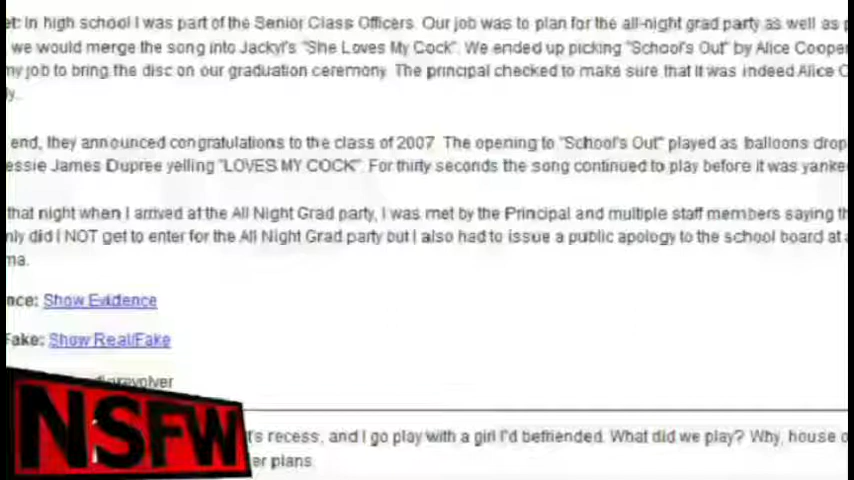 et: In high school I was part of the Senior Class Officers. Our job was to plan for the all-night grad party as well as p
we would merge the song into Jackyl's "She Loves My Cock". We ended up picking "School's Out" by Alice Cooper
my job to bring the disc on our graduation ceremony. The principal checked to make sure that it was indeed Alice C
y.
end, they announced congratulations to the class of 2007. The opening to "School's Out" played as balloons drop
essie James Dupree yelling "LOVES MY COCK". For thirty seconds the song continued to play before it was yanke
that night when I arrived at the All Night Grad party, I was met by the Principal and multiple staff members saying th
nly did I NOT get to enter for the All Night Grad party but I also had to issue a public apology to the school board at a
ma.
nce: Show Evidence
Fake: Show Real/Fake
revolver
NSFW
t's recess, and I go play with a girl I'd befriended. What did we play? Why, house o
er plans.